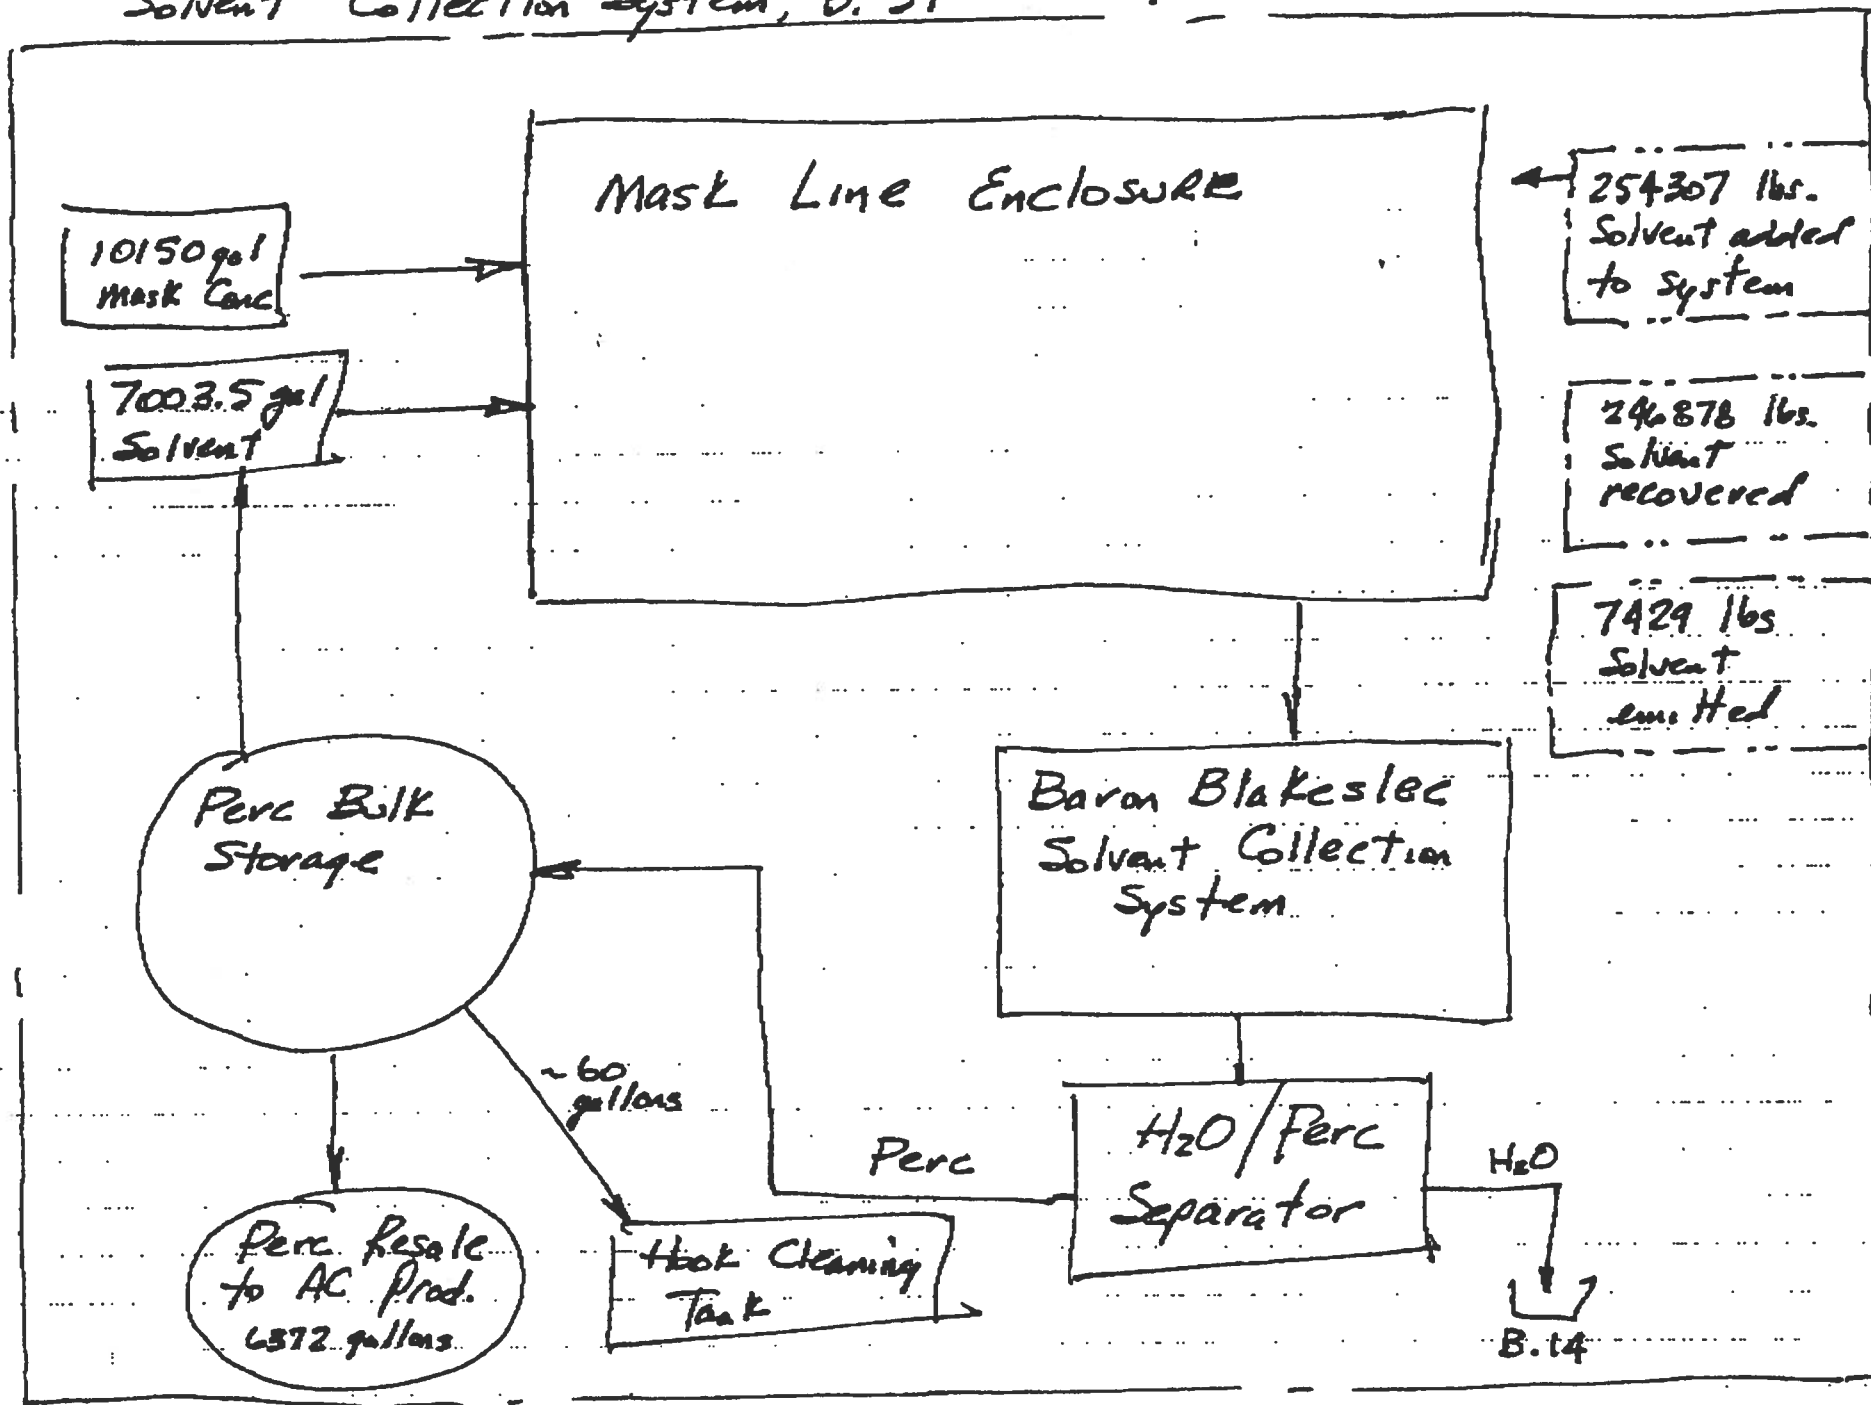 Solvent Collection System, B. 31
Mask Line Enclosure
10150 gal
Mask Conc
7003.5 gal
Solvent
254307 lbs.
Solvent added
to system
246878 lbs.
Solvent
recovered
7429 lbs
Solvent
emitted
Perc Bulk
Storage
Baron Blakeslee
Solvent Collection
System
~ 60
gallons
Perc
H2O/Perc
Separator
H2O
B.14
Perc Resale
to AC Prod.
6372 gallons
Hook Cleaning
Tank